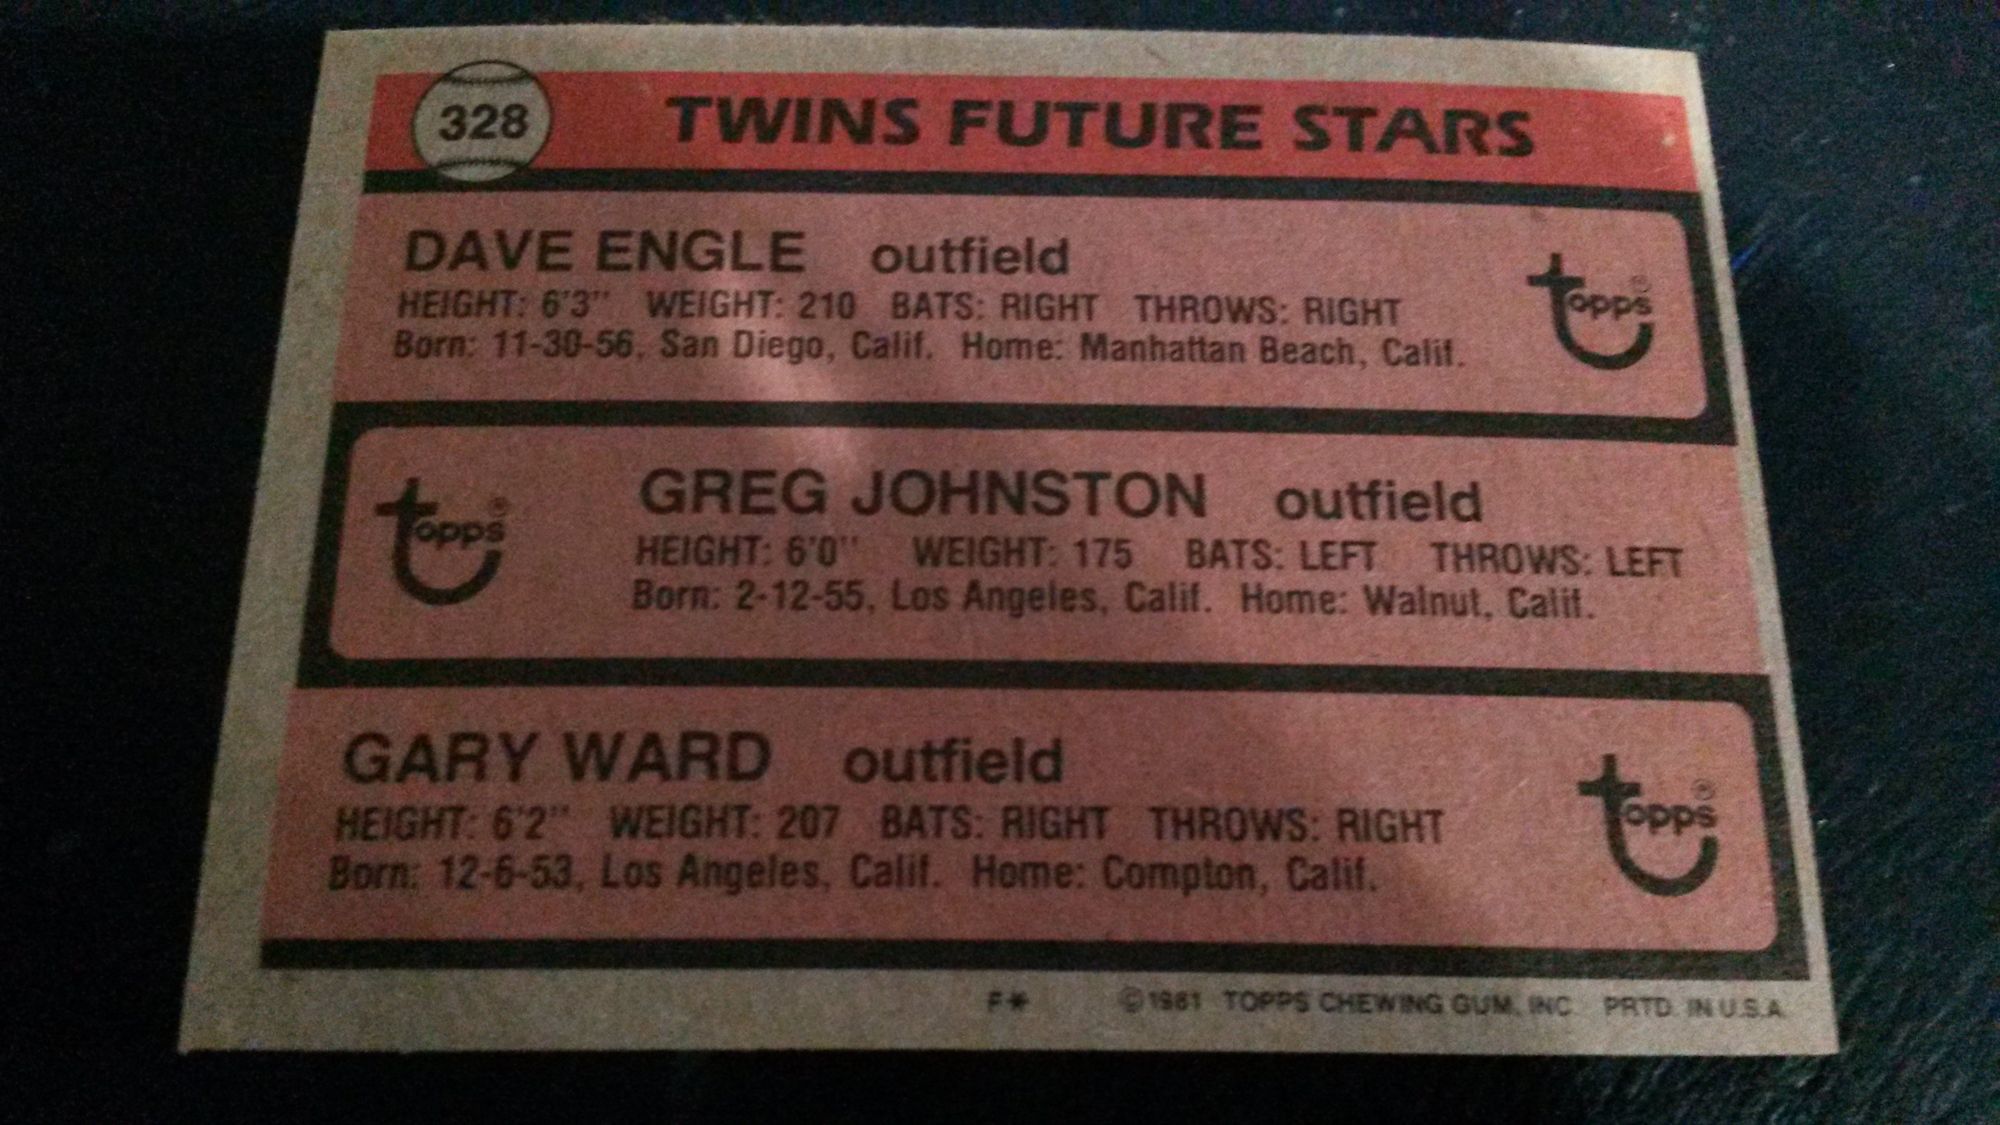 328 TWINS FUTURE STARS
DAVE ENGLE outfield
HEIGHT: 6'3" WEIGHT: 210 BATS: RIGHT THROWS: RIGHT
Born: 11-30-56, San Diego, Calif. Home: Manhattan Beach, Calif.
topps®
GREG JOHNSTON outfield
topps®
HEIGHT: 6'0" WEIGHT: 175 BATS: LEFT THROWS: LEFT
Born: 2-12-55, Los Angeles, Calif. Home: Walnut, Calif.
GARY WARD outfield
HEIGHT: 6'2" WEIGHT: 207 BATS: RIGHT THROWS: RIGHT
Born: 12-6-53, Los Angeles, Calif. Home: Compton, Calif.
topps®
F* ©1981 TOPPS CHEWING GUM, INC. PRTD. IN U.S.A.